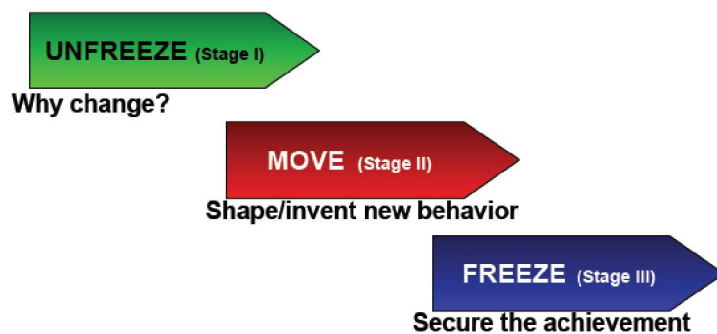 UNFREEZE (Stage I)
Why change?
MOVE (Stage II)
Shape/invent new behavior
FREEZE (Stage III)
Secure the achievement